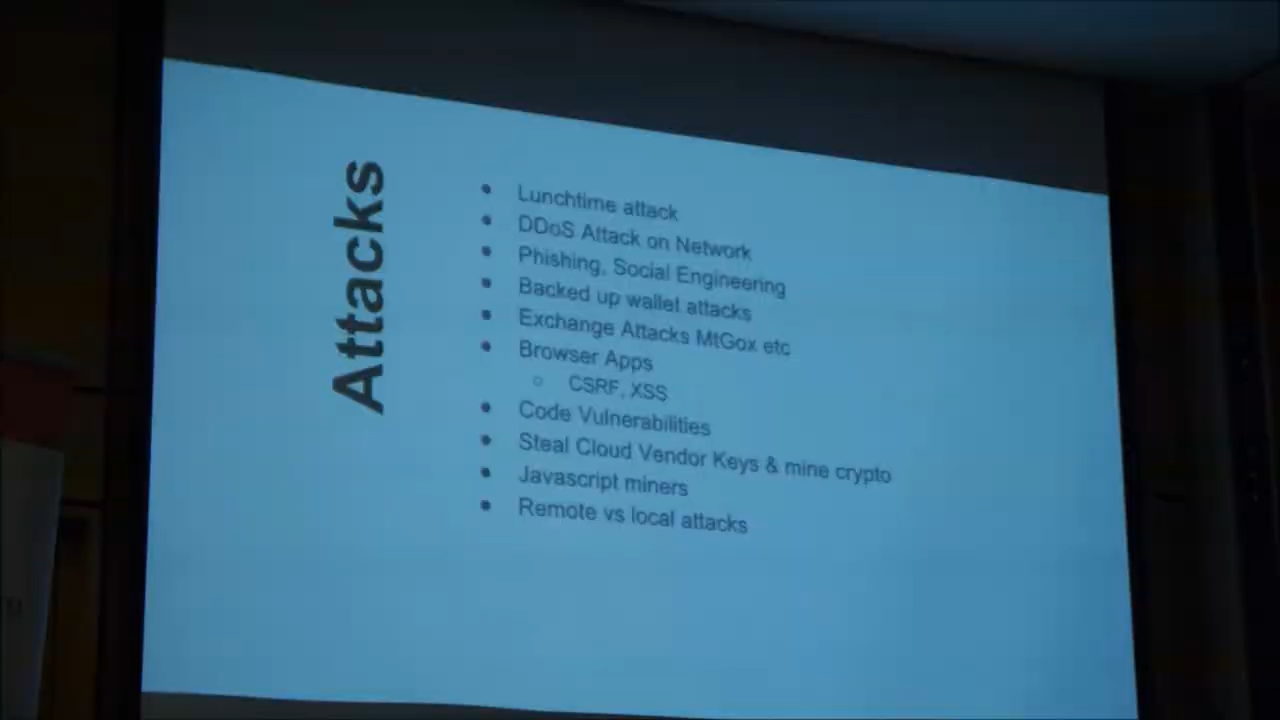 Attacks
Lunchtime attack
DDoS Attack on Network
Phishing, Social Engineering
Backed up wallet attacks
Exchange Attacks MtGox etc
Browser Apps
CSRF, XSS
Code Vulnerabilities
Steal Cloud Vendor Keys & mine crypto
Javascript miners
Remote vs local attacks